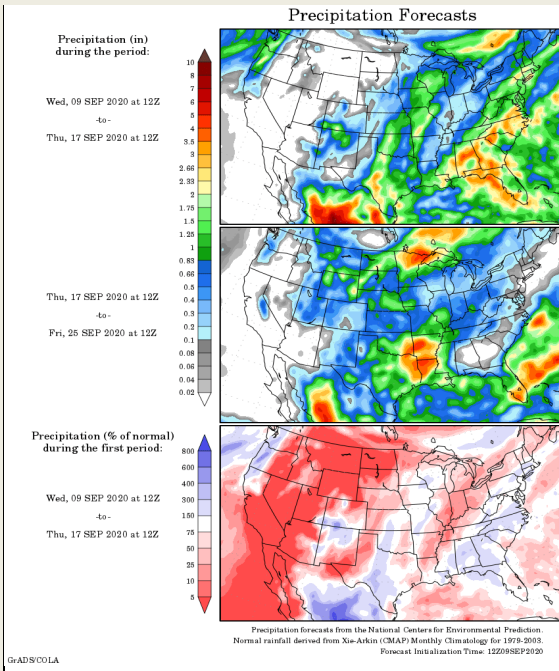 Precipitation Forecasts
Precipitation (in)
during the period:
Wed, 09 SEP 2020 at 12Z
-to-
Thu, 17 SEP 2020 at 12Z
10
8
7
6
5
4
3.5
3
2.66
2.33
2
1.75
1.5
1.25
1
0.83
0.66
0.5
0.4
0.3
0.2
0.1
0.08
0.06
0.04
0.02
Thu, 17 SEP 2020 at 12Z
-to-
Fri, 25 SEP 2020 at 12Z
Precipitation (% of normal)
during the first period:
Wed, 09 SEP 2020 at 12Z
-to-
Thu, 17 SEP 2020 at 12Z
800
600
400
300
150
75
50
25
10
5
Precipitation forecasts from the National Centers for Environmental Prediction.
Normal rainfall derived from Xie-Arkin (CMAP) Monthly Climatology for 1979-2003.
Forecast Initialization Time: 12Z09SEP2020
GrADS/COLA